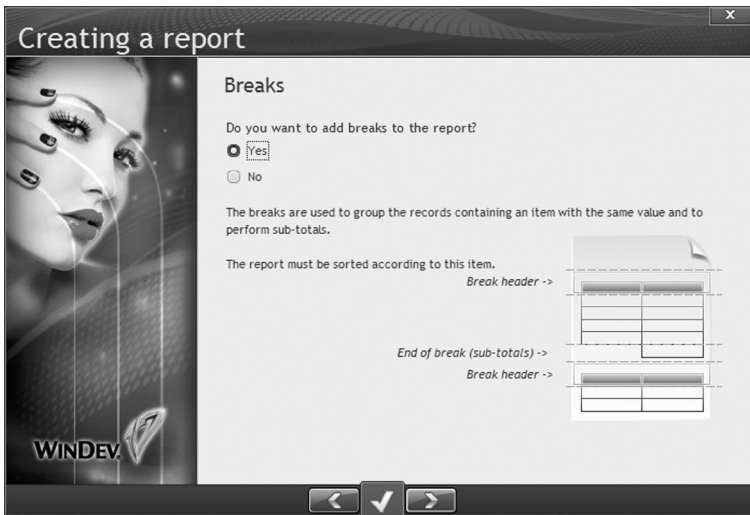 Creating a report
X
Breaks
Do you want to add breaks to the report?
Yes
No
The breaks are used to group the records containing an item with the same value and to
perform sub-totals.
The report must be sorted according to this item.
Break header ->
End of break (sub-totals) ->
Break header ->
WINDEV.